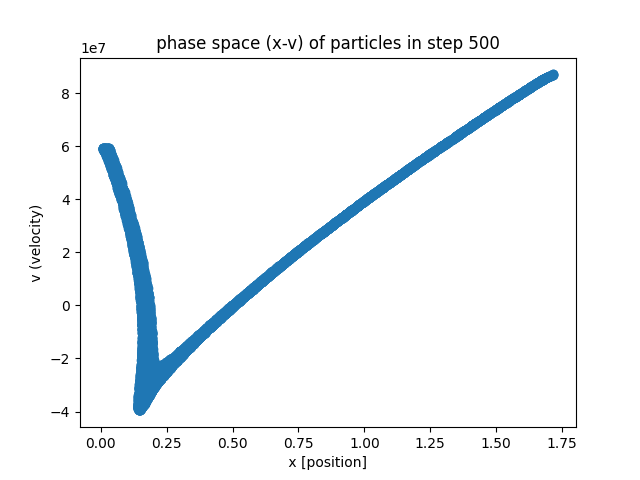 phase space (x-v) of particles in step 500
1e7
8
6
4
2
0
−2
−4
v (velocity)
0.00 0.25 0.50 0.75 1.00 1.25 1.50 1.75
x [position]